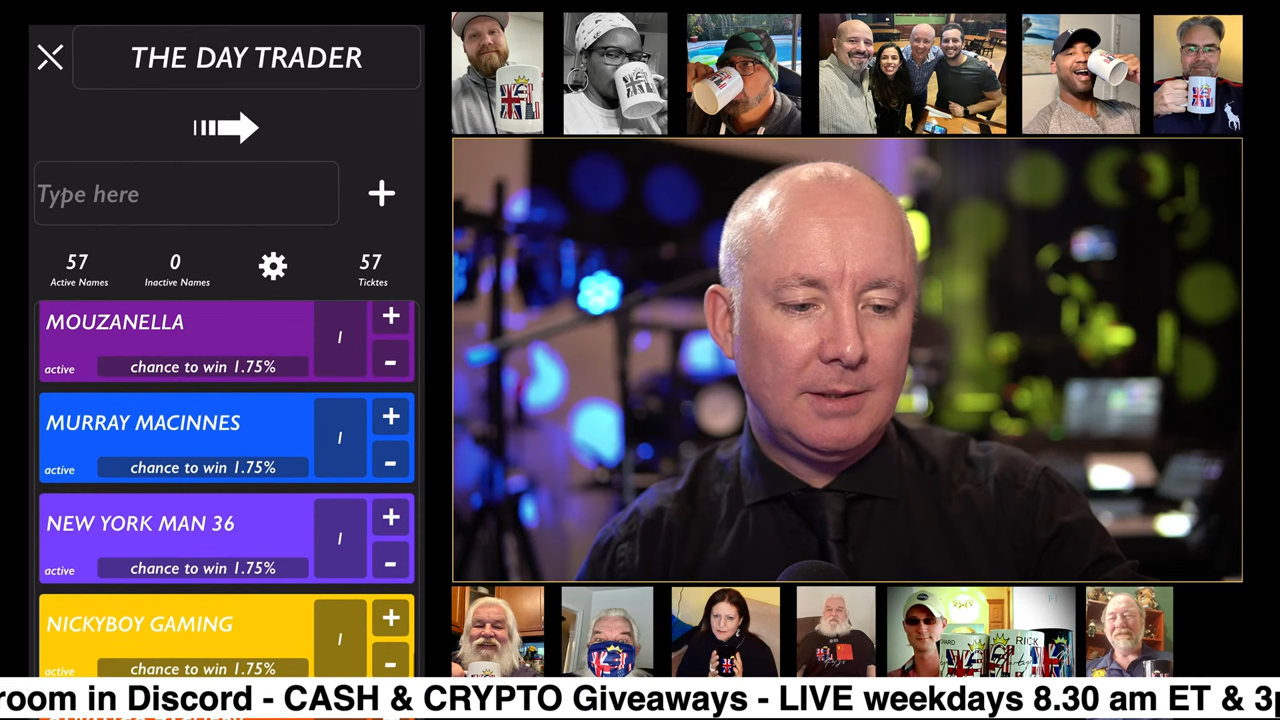 THE DAY TRADER
Type here
57
Active Names
0
Inactive Names
57
Ticktes
MOUZANELLA
1
active
chance to win 1.75%
MURRAY MACINNES
1
active
chance to win 1.75%
NEW YORK MAN 36
1
active
chance to win 1.75%
NICKYBOY GAMING
1
active
chance to win 1.75%
RICK
room in Discord - CASH & CRYPTO Giveaways - LIVE weekdays 8.30 am ET & 3p